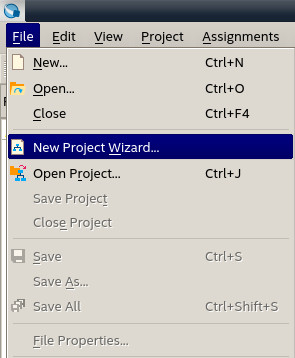 File Edit View Project Assignments
New... Ctrl+N
Open... Ctrl+O
Close Ctrl+F4
New Project Wizard...
Open Project... Ctrl+J
Save Project
Close Project
Save Ctrl+S
Save As...
Save All Ctrl+Shift+S
File Properties...